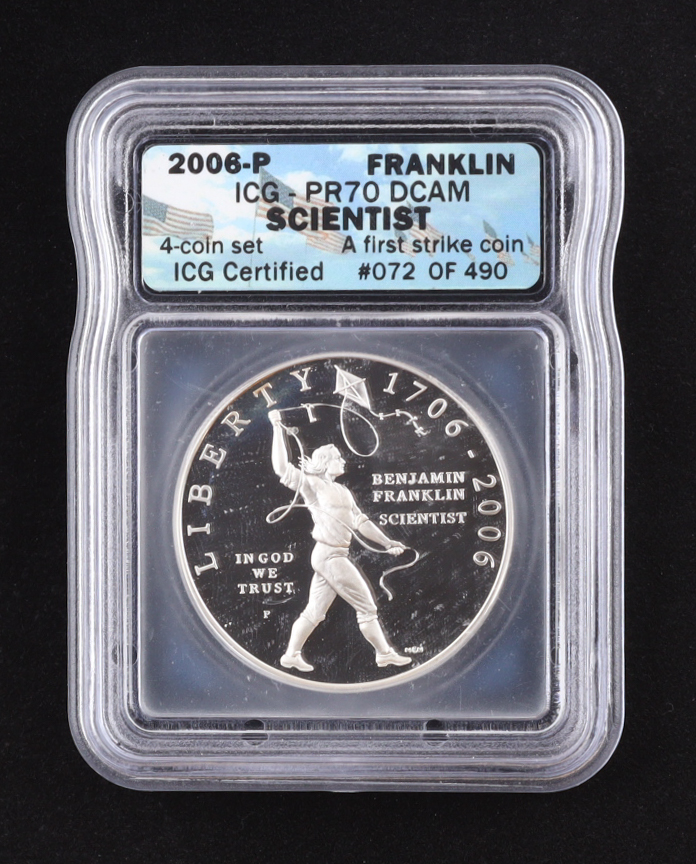 2006-P FRANKLIN
ICG - PR70 DCAM
SCIENTIST
4-coin set A first strike coin
ICG Certified #072 OF 490
LIBERTY 1706-2006
BENJAMIN
FRANKLIN
SCIENTIST
IN GOD
WE
TRUST
P